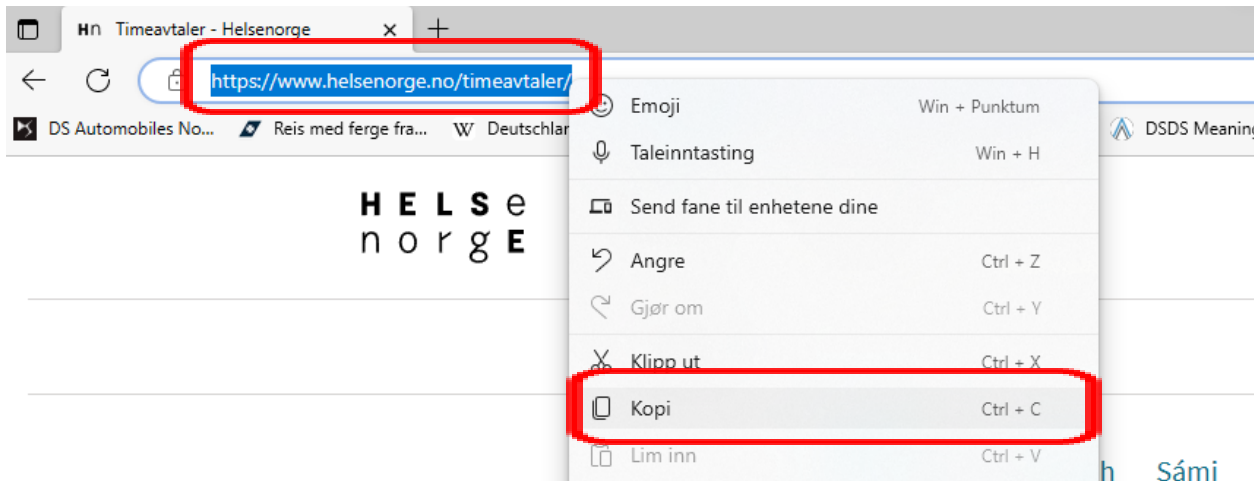 Hn Timeavtaler - Helsenorge
https://www.helsenorge.no/timeavtaler/
DS Automobiles No... Reis med ferge fra... W Deutschlan DSDS Meaning
Emoji Win + Punktum
Taleinntasting Win + H
Send fane til enhetene dine
Angre Ctrl + Z
Gjør om Ctrl + Y
Klipp ut Ctrl + X
Kopi Ctrl + C
Lim inn Ctrl + V
HELSe
norgE
h Sámi